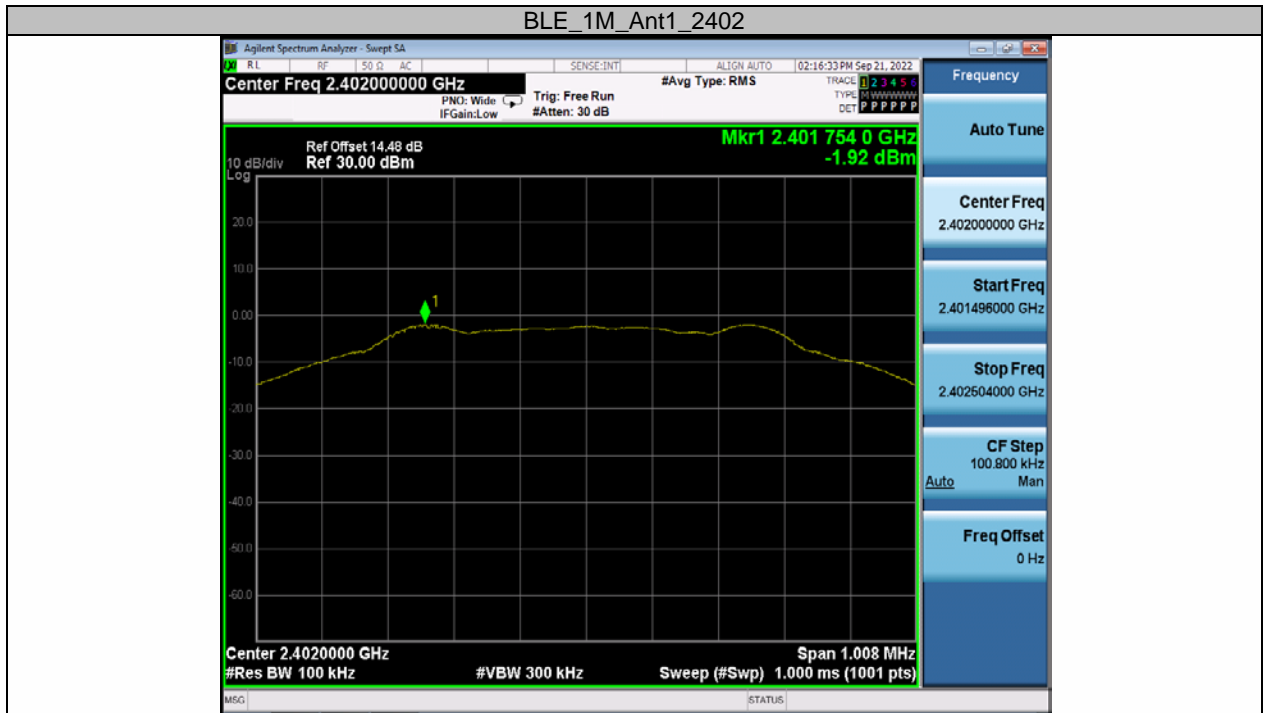 BLE_1M_Ant1_2402
Agilent Spectrum Analyzer - Swept SA
RL RF 50 Ω AC SENSE:INT ALIGN AUTO 02:16:33 PM Sep 21, 2022
Center Freq 2.402000000 GHz
PNO: Wide
IFGain:Low
Trig: Free Run
#Atten: 30 dB
#Avg Type: RMS
TRACE 1 2 3 4 5 6
TYPE M WWWWW
DET P P P P P P
Ref Offset 14.48 dB
10 dB/div Ref 30.00 dBm
Log
Mkr1 2.401 754 0 GHz
-1.92 dBm
20.0
10.0
1
0.00
-10.0
-20.0
-30.0
-40.0
-50.0
-60.0
Center 2.4020000 GHz Span 1.008 MHz
#Res BW 100 kHz #VBW 300 kHz Sweep (#Swp) 1.000 ms (1001 pts)
MSG STATUS
Frequency
Auto Tune
Center Freq
2.402000000 GHz
Start Freq
2.401496000 GHz
Stop Freq
2.402504000 GHz
CF Step
100.800 kHz
Auto Man
Freq Offset
0 Hz